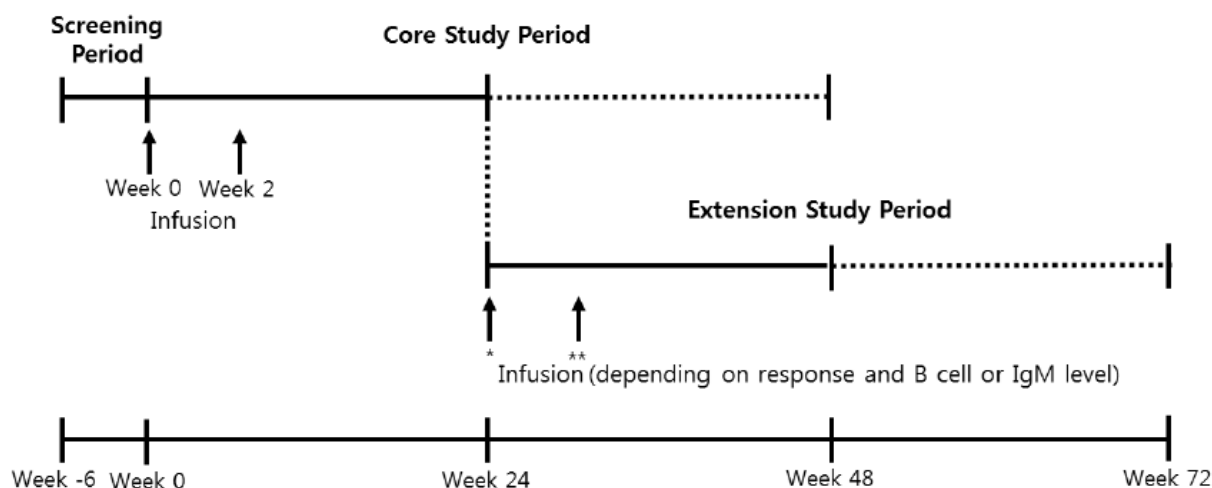 Screening
Period
Core Study Period
Week 0 Week 2
Infusion
Extension Study Period
* **
Infusion (depending on response and B cell or IgM level)
Week -6 Week 0 Week 24 Week 48 Week 72